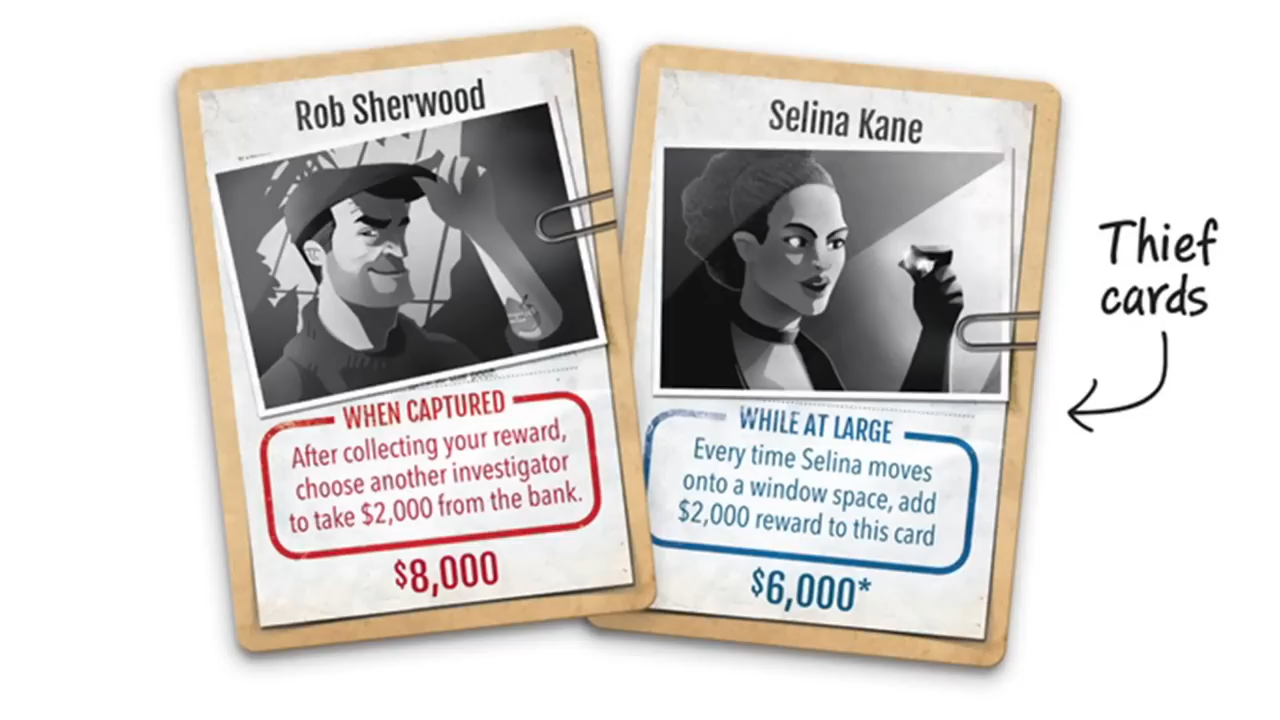 Rob Sherwood
WHEN CAPTURED
After collecting your reward,
choose another investigator
to take $2,000 from the bank.
$8,000
Selina Kane
WHILE AT LARGE
Every time Selina moves
onto a window space, add
$2,000 reward to this card
$6,000*
Thief
cards